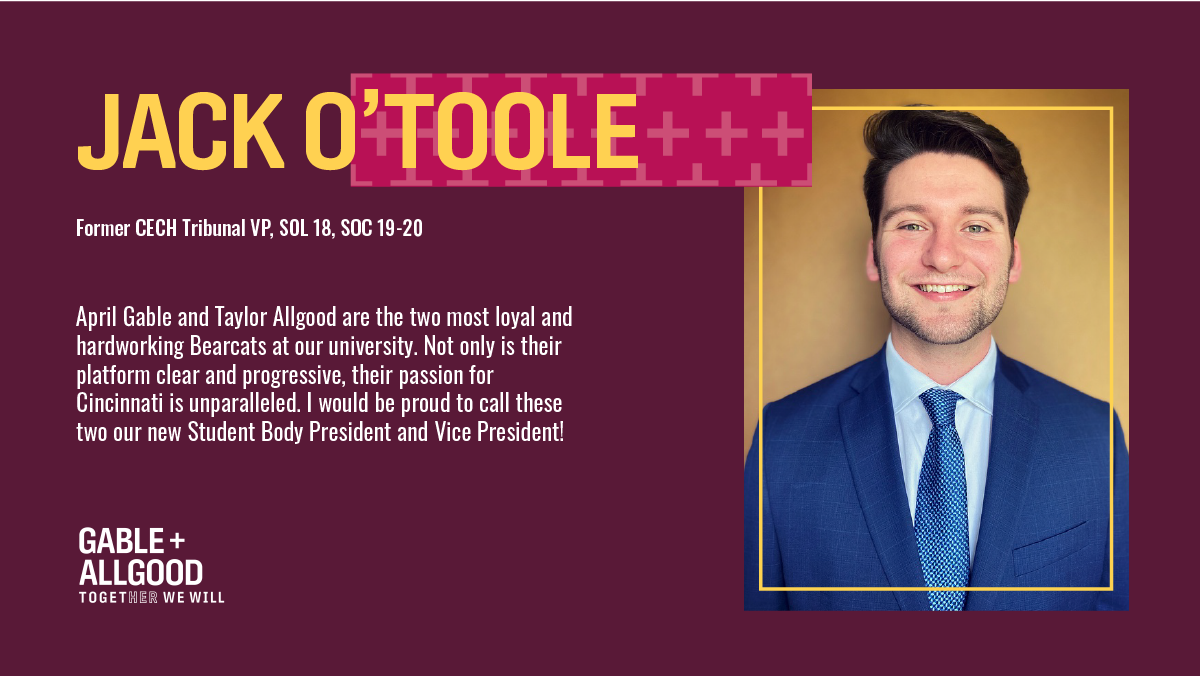 JACK O’TOOLE
Former CECH Tribunal VP, SOL 18, SOC 19-20
April Gable and Taylor Allgood are the two most loyal and
hardworking Bearcats at our university. Not only is their
platform clear and progressive, their passion for
Cincinnati is unparalleled. I would be proud to call these
two our new Student Body President and Vice President!
GABLE +
ALLGOOD
TOGETHER WE WILL